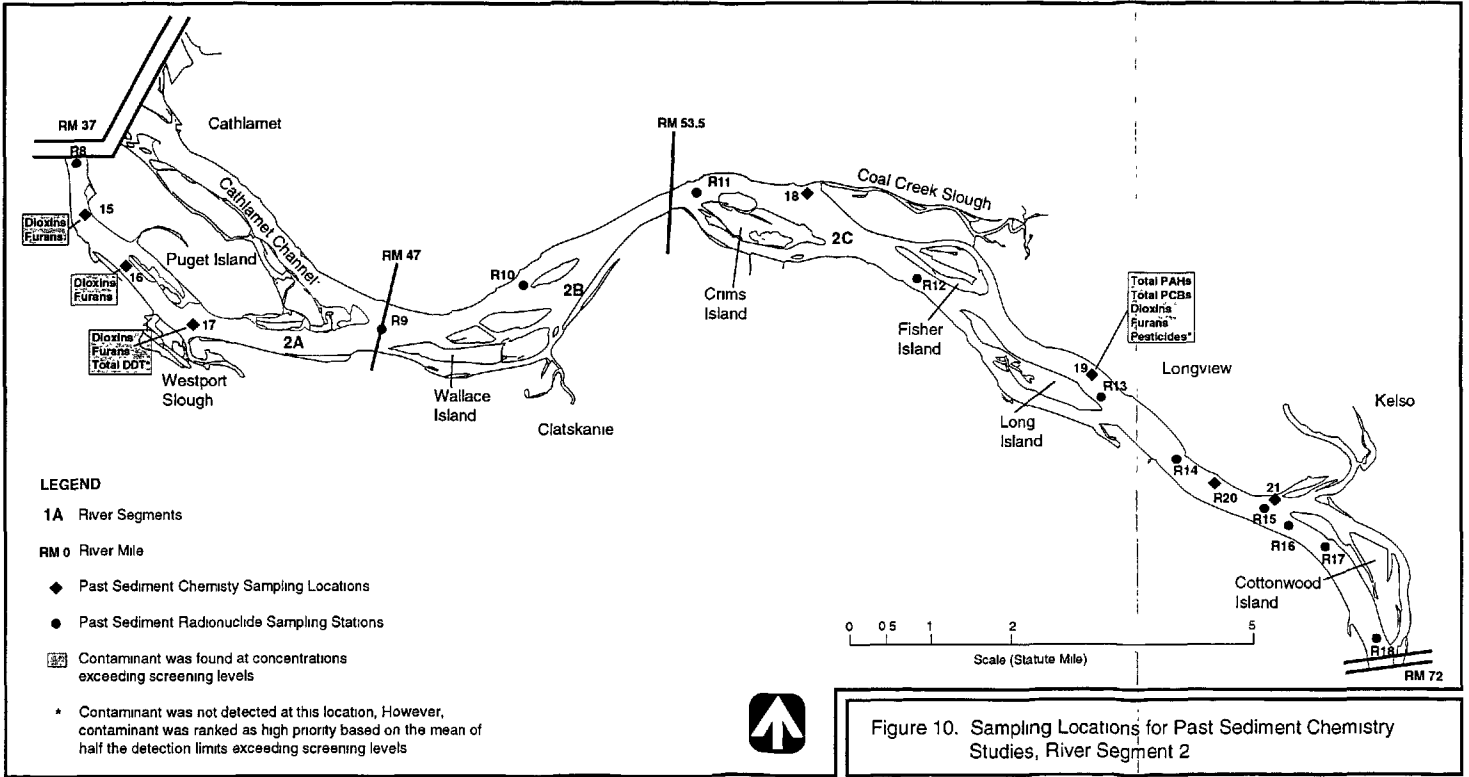 RM 37
Cathlamet
R8
15
Dioxins
Furans
Cathlamet Channel
Puget Island
16
Dioxins
Furans
17
Dioxins
Furans
Total DDT*
Westport
Slough
2A
RM 47
R9
Wallace
Island
Clatskanie
R10
2B
RM 53.5
R11
18
Coal Creek Slough
2C
Crims
Island
R12
Fisher
Island
Total PAHs
Total PCBs
Dioxins
Furans
Pesticides*
19
R13
Longview
Long
Island
Kelso
R14
R20
21
R15
R16
R17
Cottonwood
Island
R18
RM 72
LEGEND
1A River Segments
RM 0 River Mile
Past Sediment Chemisty Sampling Locations
Past Sediment Radionuclide Sampling Stations
Contaminant was found at concentrations
exceeding screening levels
* Contaminant was not detected at this location, However,
contaminant was ranked as high priority based on the mean of
half the detection limits exceeding screening levels
0 0 5 1 2 5
Scale (Statute Mile)
Figure 10. Sampling Locations for Past Sediment Chemistry
Studies, River Segment 2